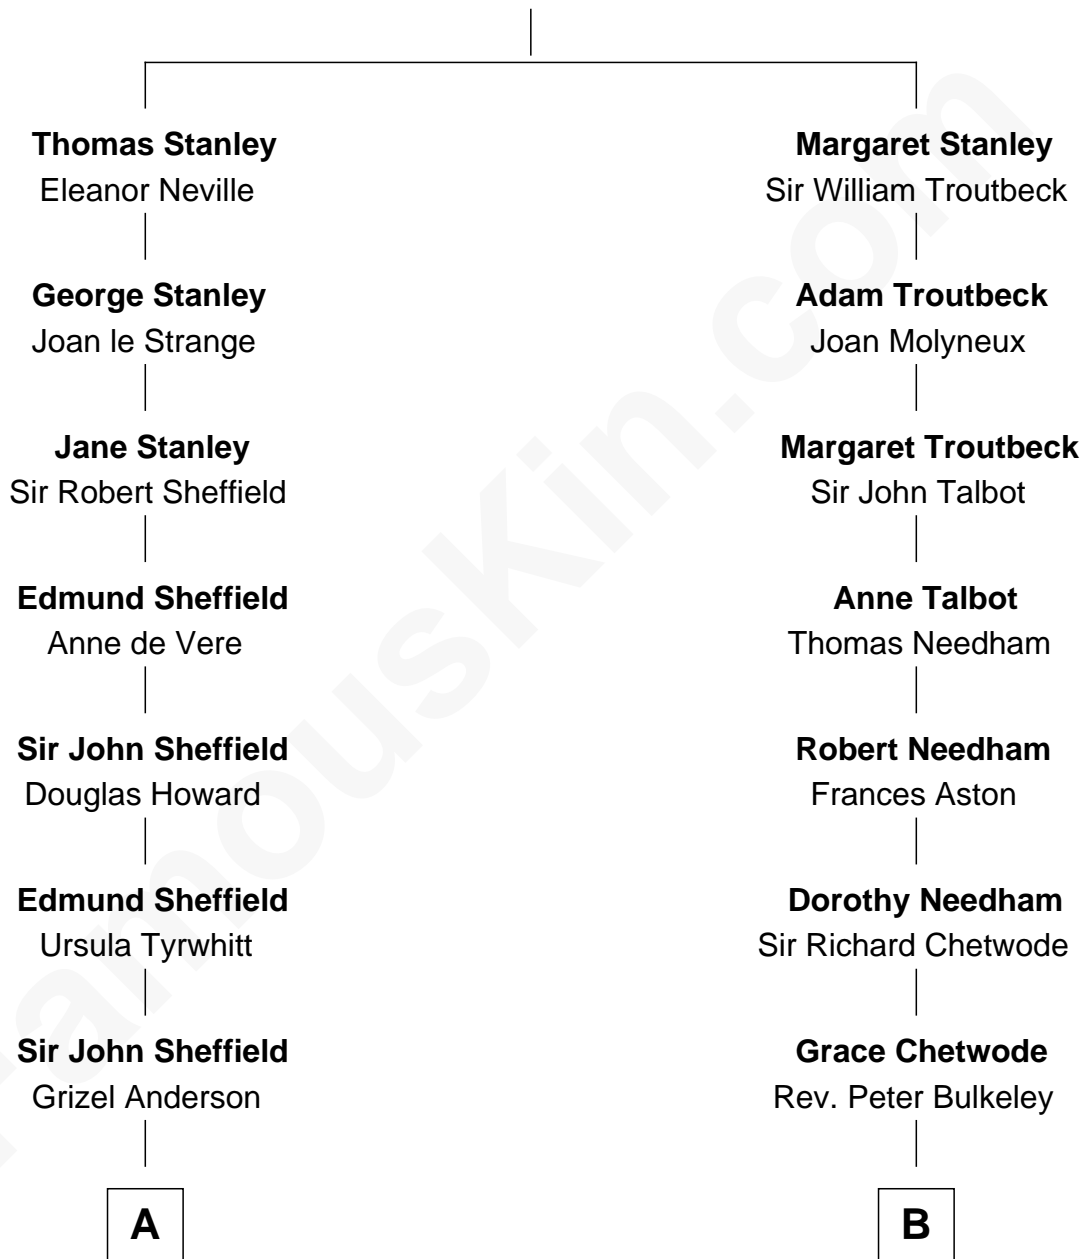 Thomas Stanley
Eleanor Neville
George Stanley
Joan le Strange
Jane Stanley
Sir Robert Sheffield
Edmund Sheffield
Anne de Vere
Sir John Sheffield
Douglas Howard
Edmund Sheffield
Ursula Tyrwhitt
Sir John Sheffield
Grizel Anderson
A
Margaret Stanley
Sir William Troutbeck
Adam Troutbeck
Joan Molyneux
Margaret Troutbeck
Sir John Talbot
Anne Talbot
Thomas Needham
Robert Needham
Frances Aston
Dorothy Needham
Sir Richard Chetwode
Grace Chetwode
Rev. Peter Bulkeley
B
FamousKin.com